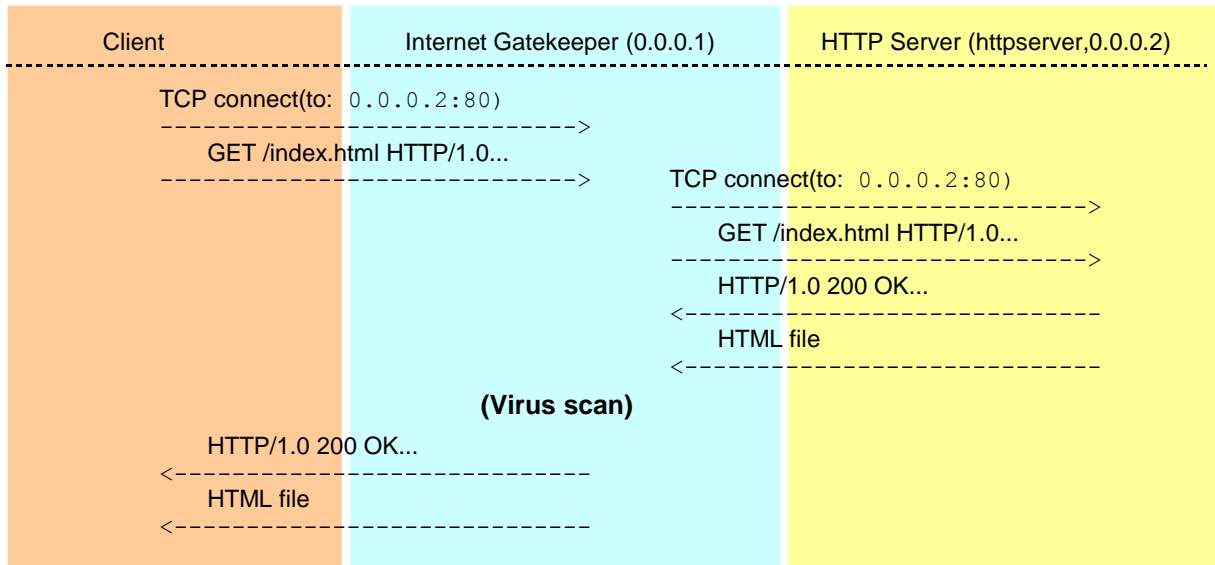 Client Internet Gatekeeper (0.0.0.1) HTTP Server (httpserver,0.0.0.2)
TCP connect(to: 0.0.0.2:80)
GET /index.html HTTP/1.0...
TCP connect(to: 0.0.0.2:80)
GET /index.html HTTP/1.0...
HTTP/1.0 200 OK...
HTML file
(Virus scan)
HTTP/1.0 200 OK...
HTML file